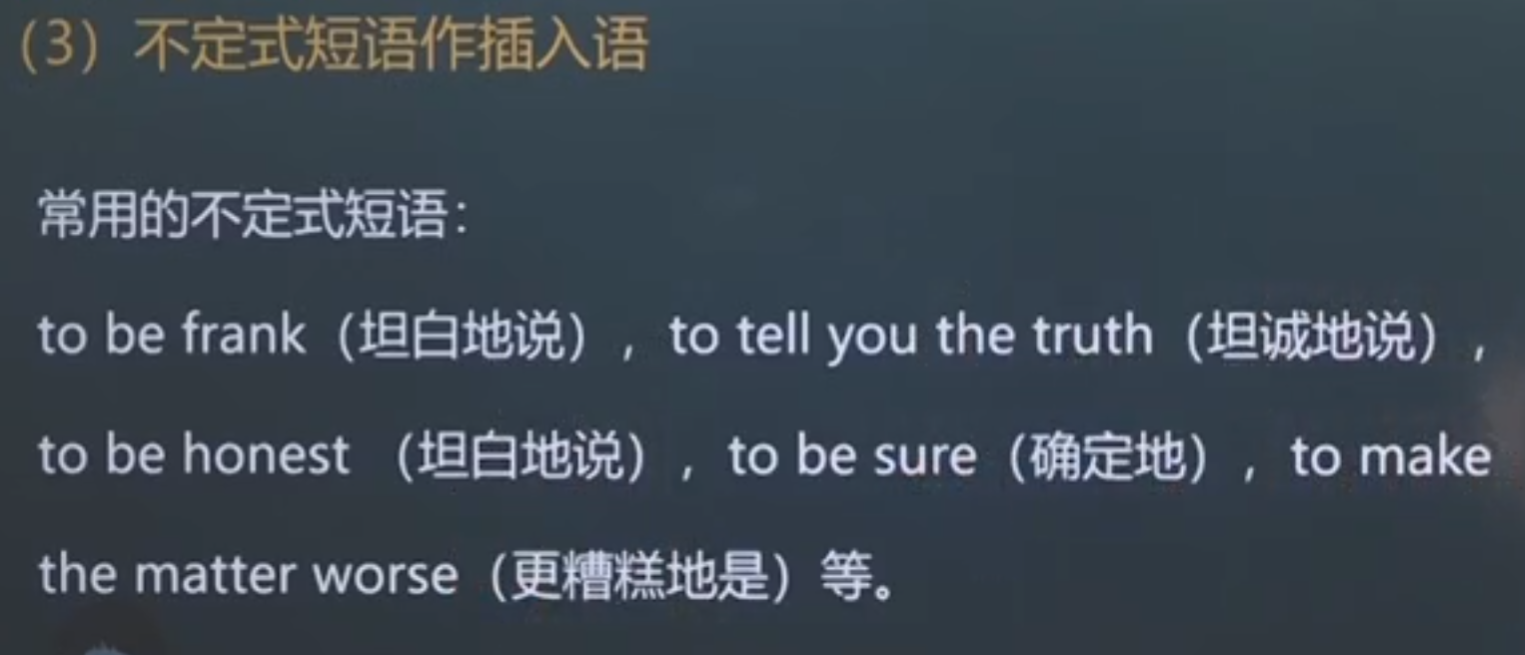 （3）不定式短语作插入语
常用的不定式短语：
to be frank（坦白地说），to tell you the truth（坦诚地说），
to be honest （坦白地说），to be sure（确定地），to make
the matter worse（更糟糕地是）等。